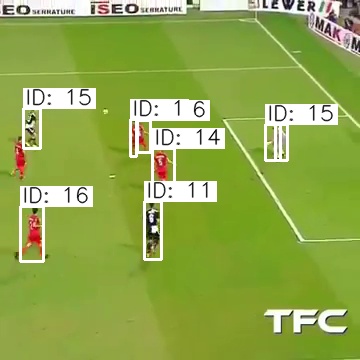 ISEO SERRATURE
ISEO SERRATURE
LEWER
MAK
MAK
ID: 15
ID: 1 6
ID: 15
ID: 14
ID: 16
ID: 11
TFC